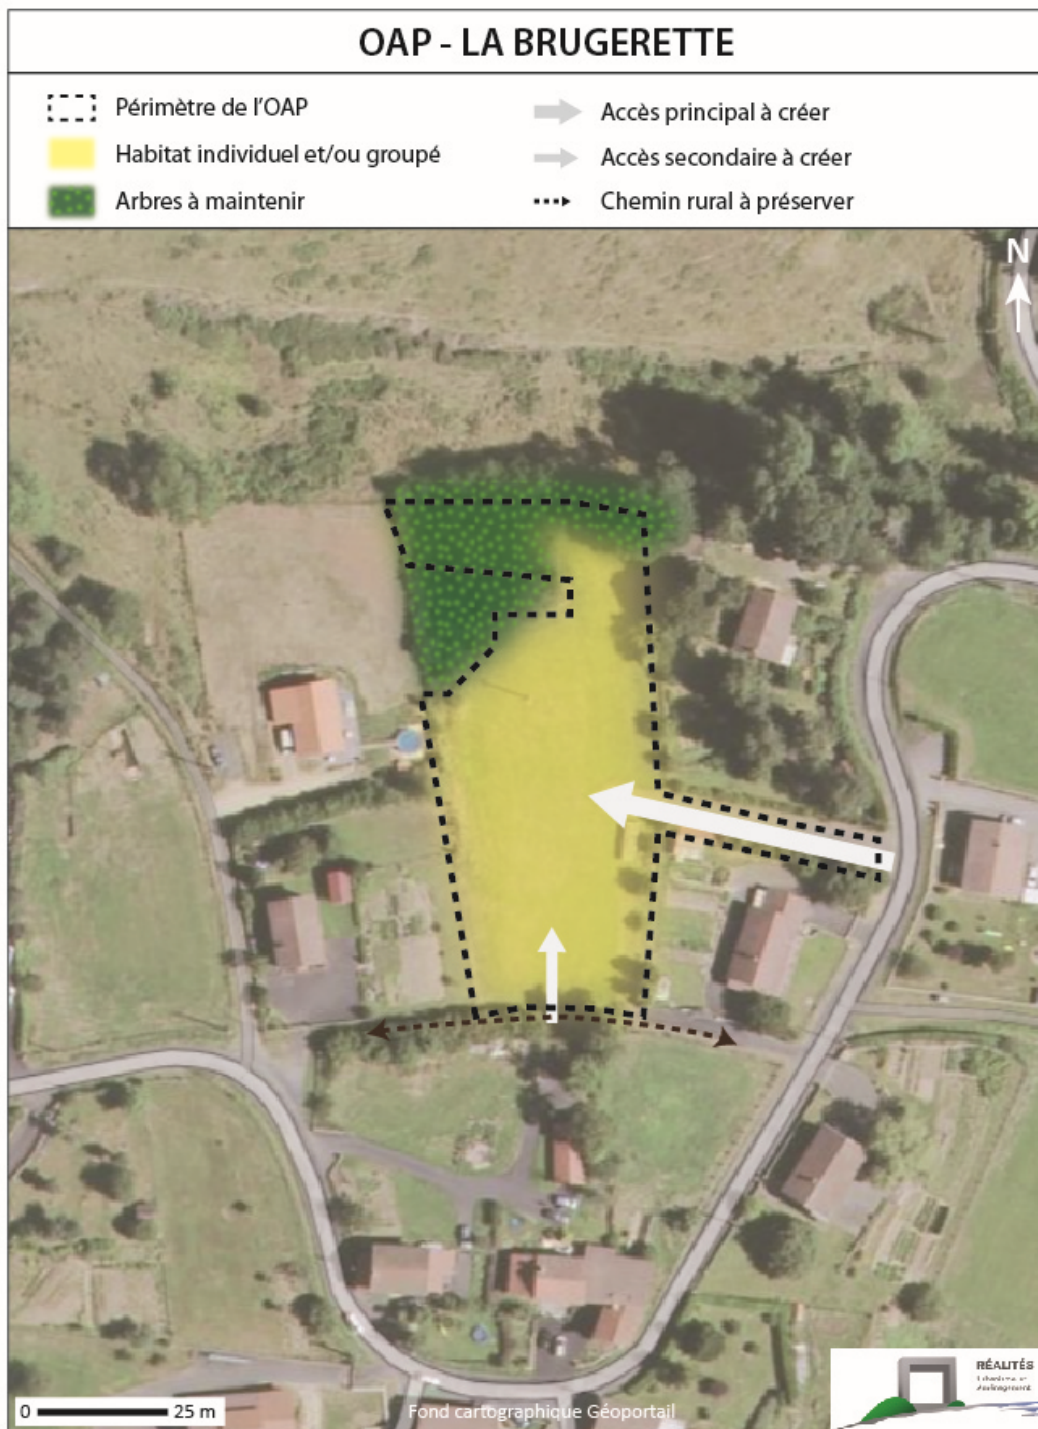 OAP - LA BRUGERETTE
Périmètre de l'OAP
Habitat individuel et/ou groupé
Arbres à maintenir
Accès principal à créer
Accès secondaire à créer
Chemin rural à préserver
N
0 25 m
Fond cartographique Géoportail
RÉALITÉS